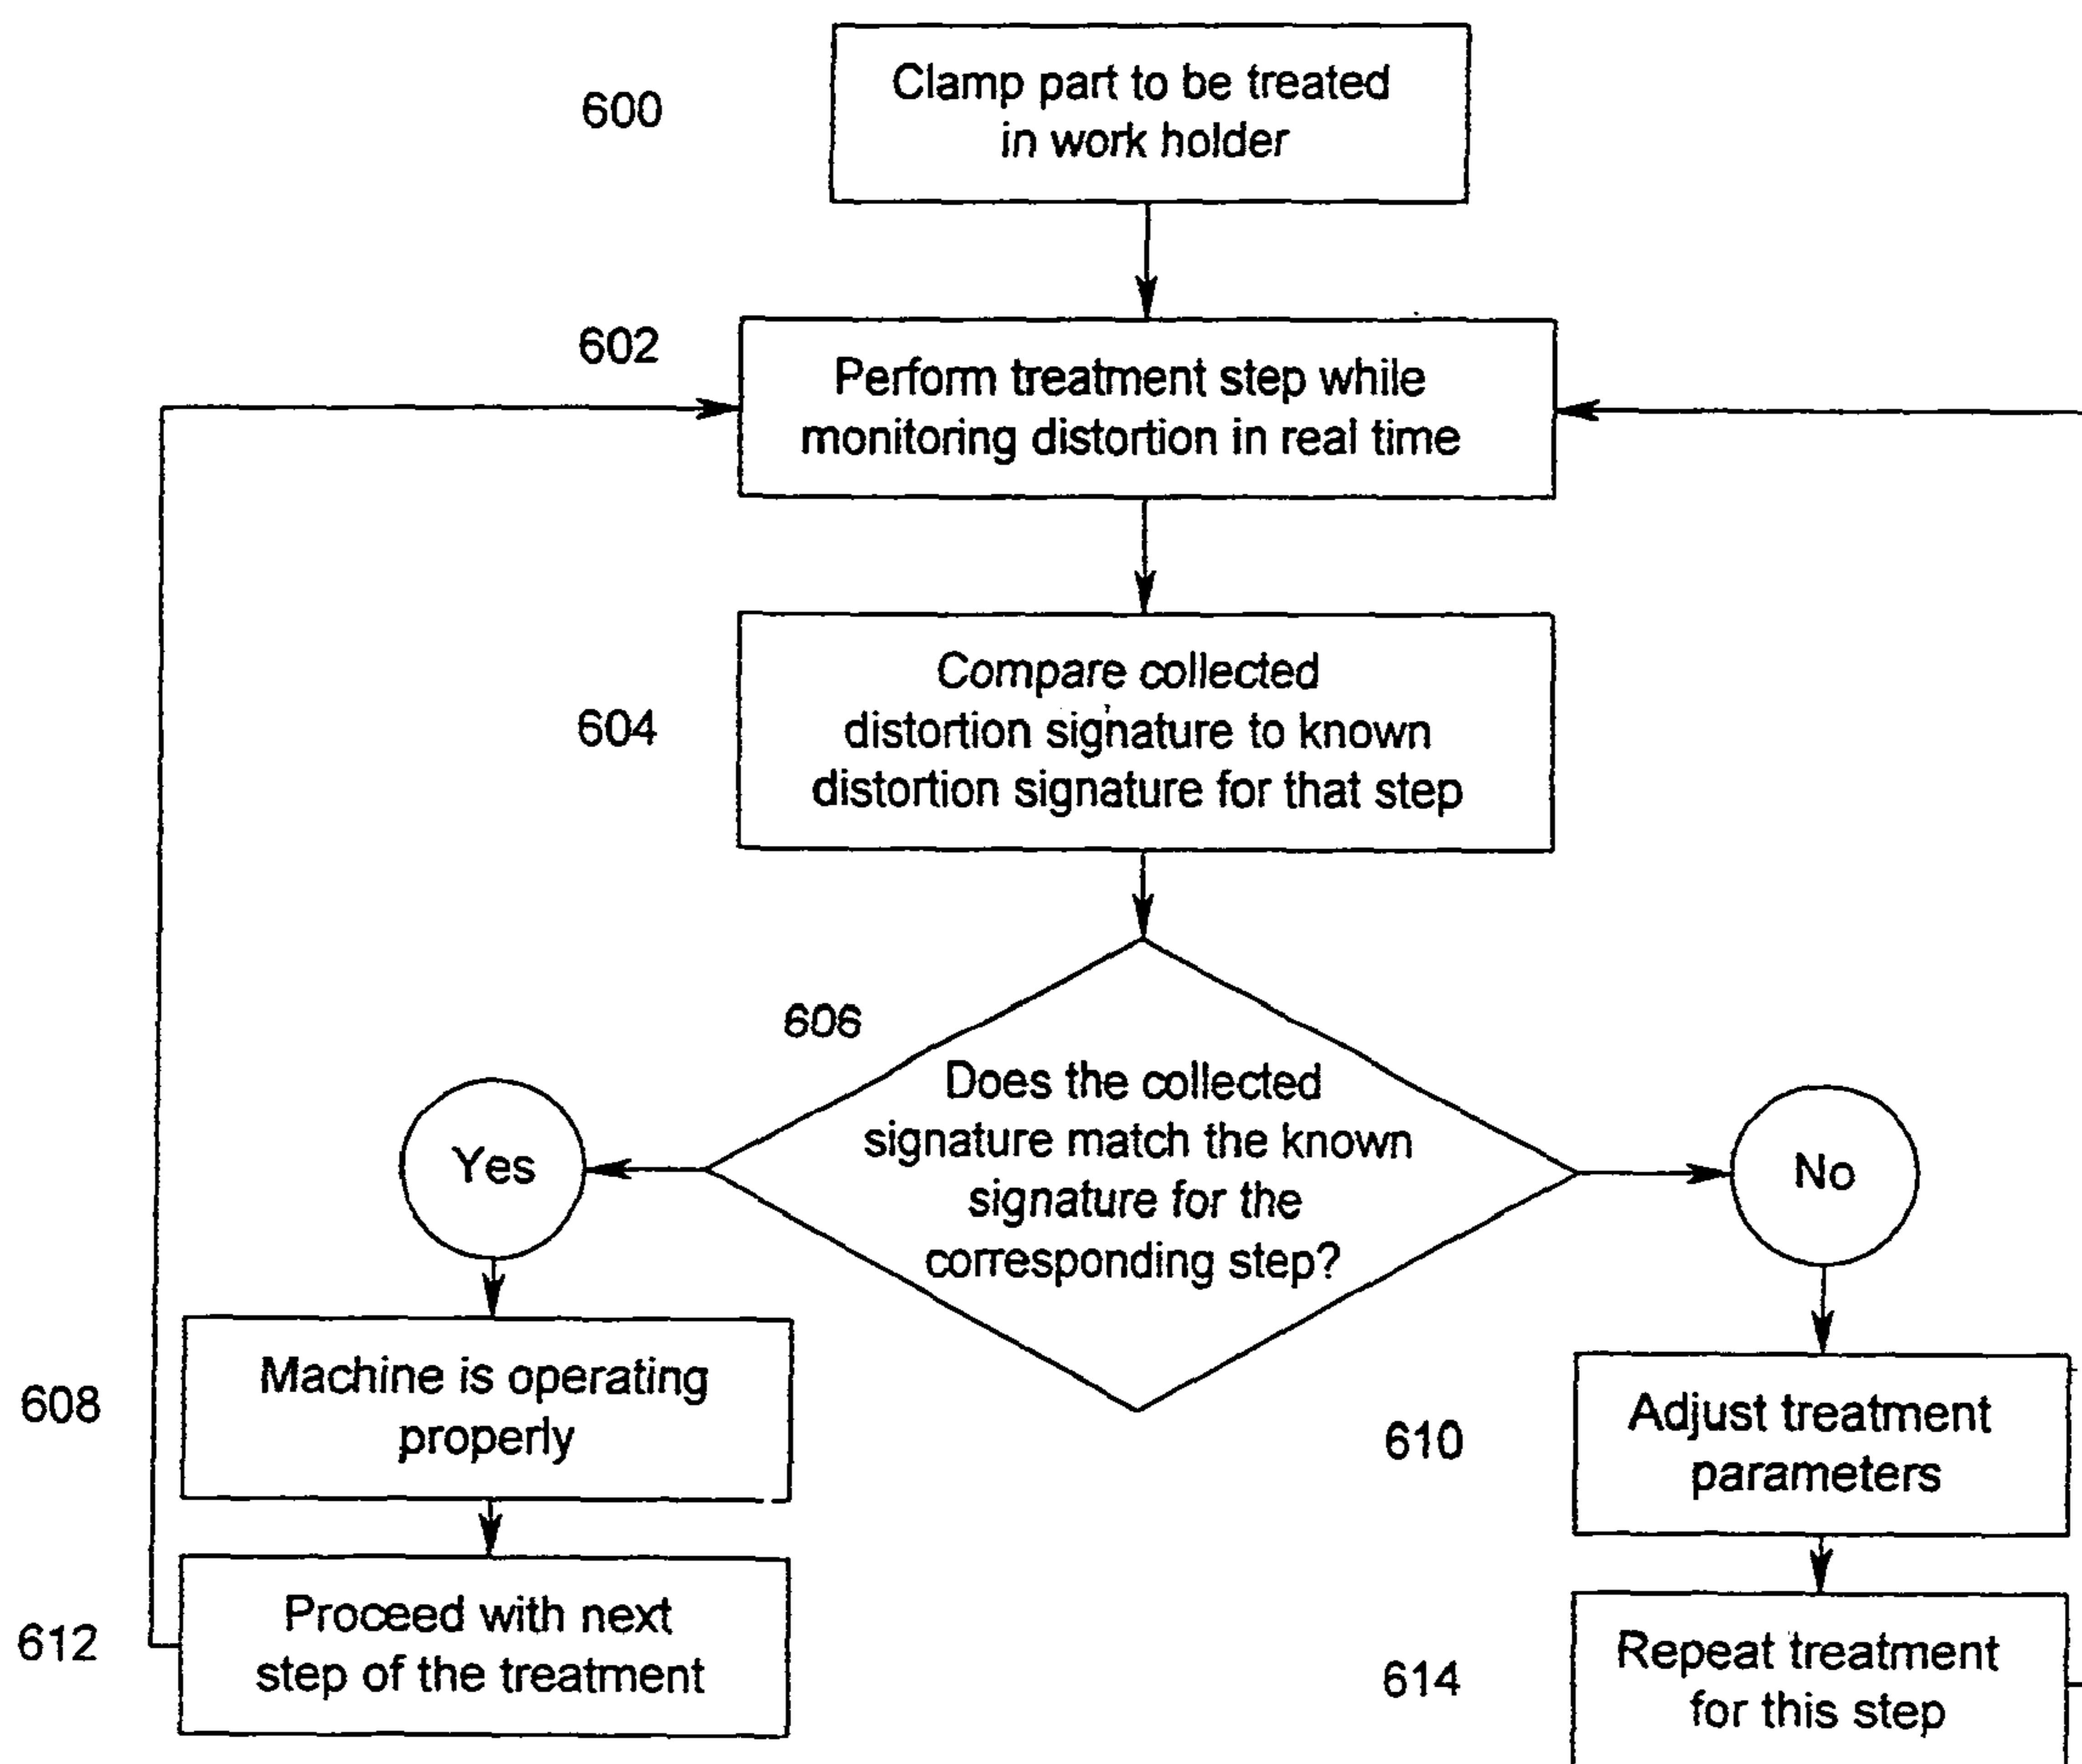 600
Clamp part to be treated
in work holder
602
Perform treatment step while
monitoring distortion in real time
604
Compare collected
distortion signature to known
distortion signature for that step
606
Does the collected
signature match the known
signature for the
corresponding step?
Yes
No
608
Machine is operating
properly
610
Adjust treatment
parameters
612
Proceed with next
step of the treatment
614
Repeat treatment
for this step